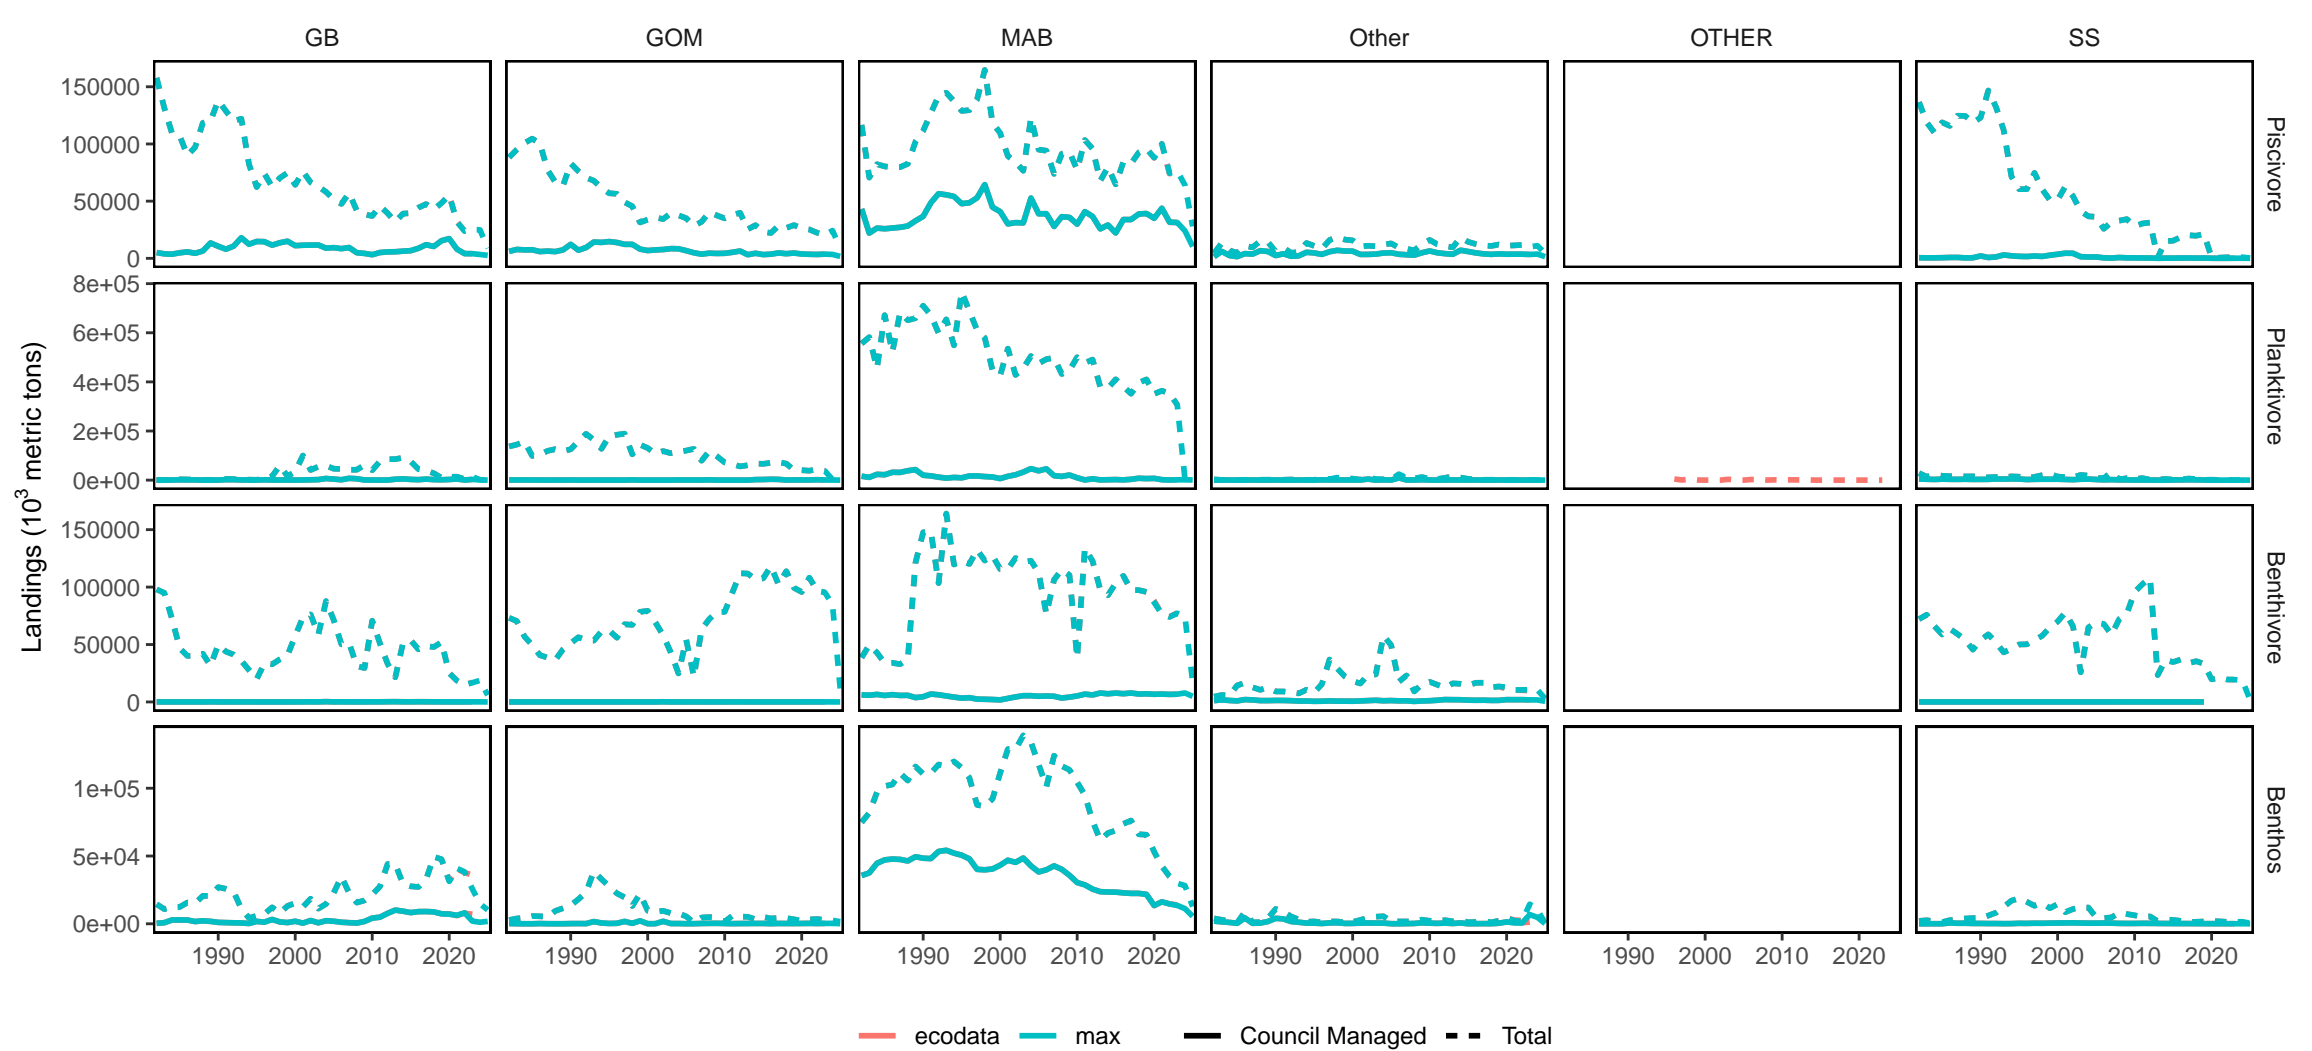 GB GOM MAB Other OTHER SS
150000
100000
50000
0
Piscivore
8e+05
6e+05
4e+05
2e+05
0e+00
Planktivore
Landings (10³ metric tons)
150000
100000
50000
0
Benthivore
1e+05
5e+04
0e+00
Benthos
1990 2000 2010 2020 1990 2000 2010 2020 1990 2000 2010 2020 1990 2000 2010 2020 1990 2000 2010 2020 1990 2000 2010 2020
ecodata max Council Managed Total